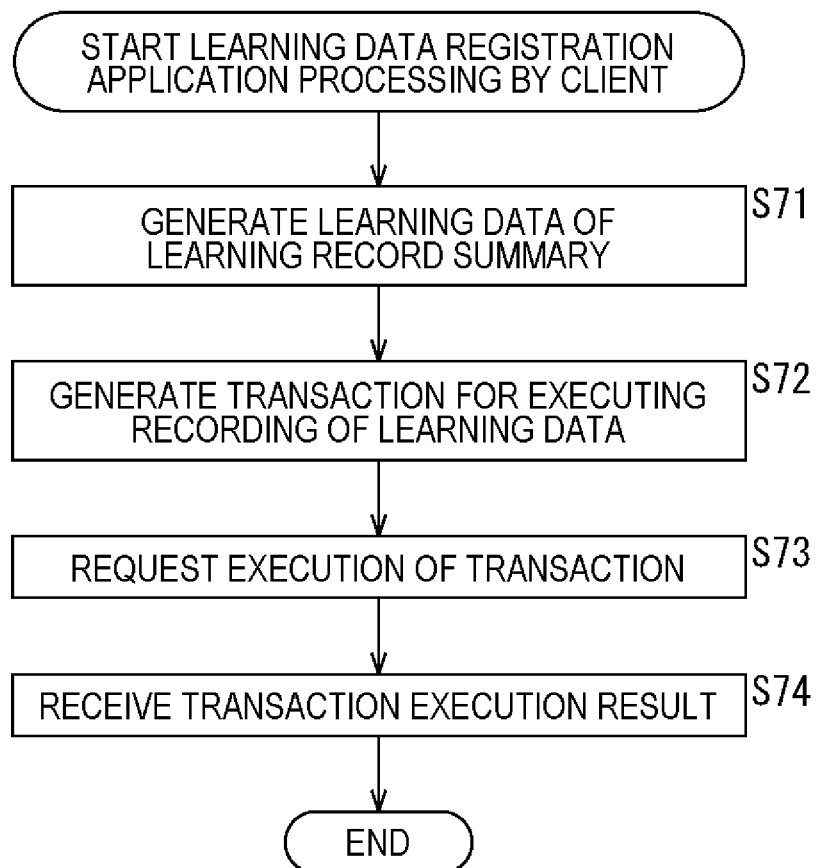 START LEARNING DATA REGISTRATION
APPLICATION PROCESSING BY CLIENT
S71
GENERATE LEARNING DATA OF
LEARNING RECORD SUMMARY
S72
GENERATE TRANSACTION FOR EXECUTING
RECORDING OF LEARNING DATA
S73
REQUEST EXECUTION OF TRANSACTION
S74
RECEIVE TRANSACTION EXECUTION RESULT
END